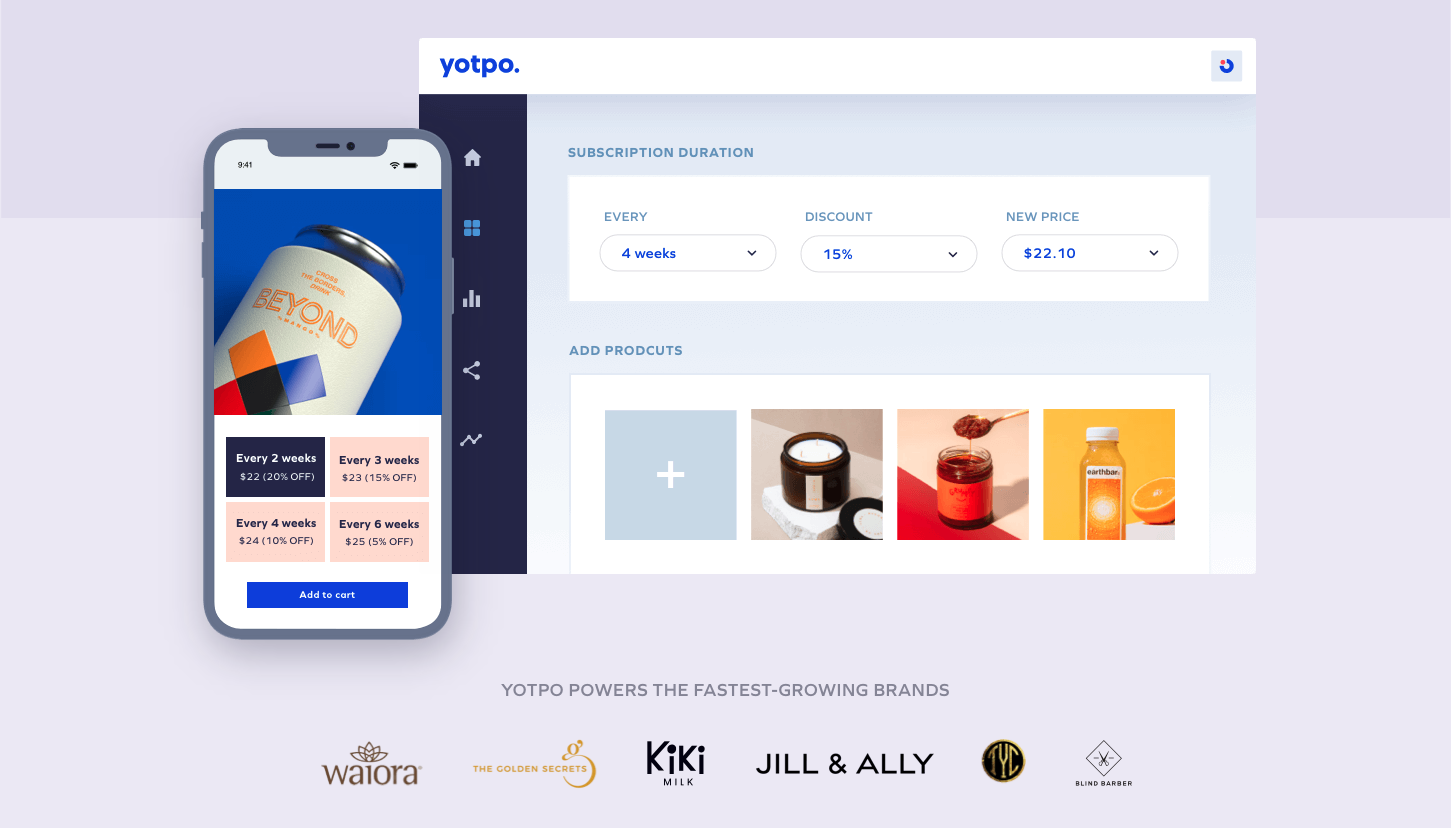 yotpo.
9:41
SUBSCRIPTION DURATION
EVERY
DISCOUNT
NEW PRICE
4 weeks
15%
$22.10
CROSS
THE BORDERS,
DRINK
BEYOND
MANGO
ADD PRODCUTS
earthbar
Every 2 weeks
$22 (20% OFF)
Every 3 weeks
$23 (15% OFF)
Every 4 weeks
$24 (10% OFF)
Every 6 weeks
$25 (5% OFF)
Add to cart
YOTPO POWERS THE FASTEST-GROWING BRANDS
waiora
THE GOLDEN SECRETS
g
KiKi
MILK
JILL & ALLY
TYC
BLIND BARBER